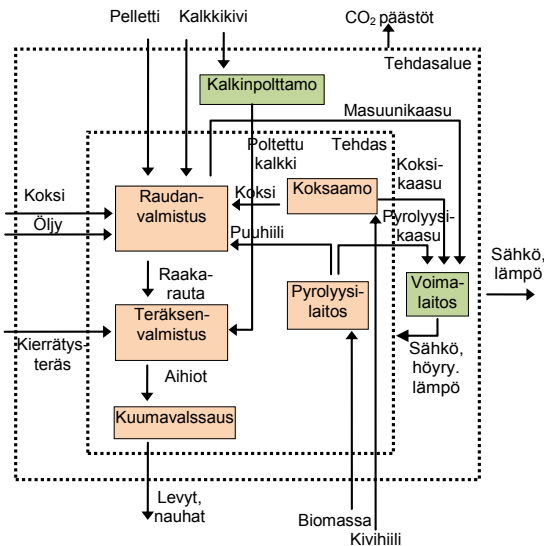 Pelletti
Kalkkikivi
CO₂ päästöt
Tehdasalue
Kalkinpolttamo
Masuunikaasu
Poltettu
kalkki
Tehdas
Koksi-
kaasu
Koksi
Öljy
Raudan-
valmistus
Koksi
Koksaamo
Pyrolyysi-
kaasu
Puuhiili
Raaka-
rauta
Pyrolyysi-
laitos
Voima-
laitos
Sähkö,
lämpö
Teräksen-
valmistus
Kierrätys-
teräs
Sähkö,
höyry.
lämpö
Aihiot
Kuumavalssaus
Levyt,
nauhat
Biomassa
Kivihiili